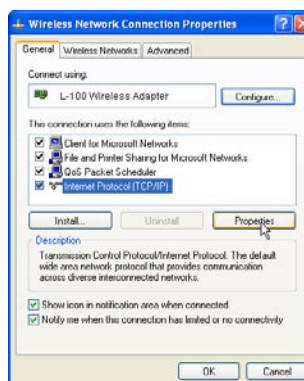 Wireless Network Connection Properties
General Wireless Networks Advanced
Connect using:
L-100 Wireless Adapter Configure...
This connection uses the following items:
Client for Microsoft Networks
File and Printer Sharing for Microsoft Networks
QoS Packet Scheduler
Internet Protocol (TCP/IP)
Install... Uninstall Properties
Description
Transmission Control Protocol/Internet Protocol. The default
wide area network protocol that provides communication
across diverse interconnected networks.
Show icon in notification area when connected
Notify me when this connection has limited or no connectivity
OK Cancel